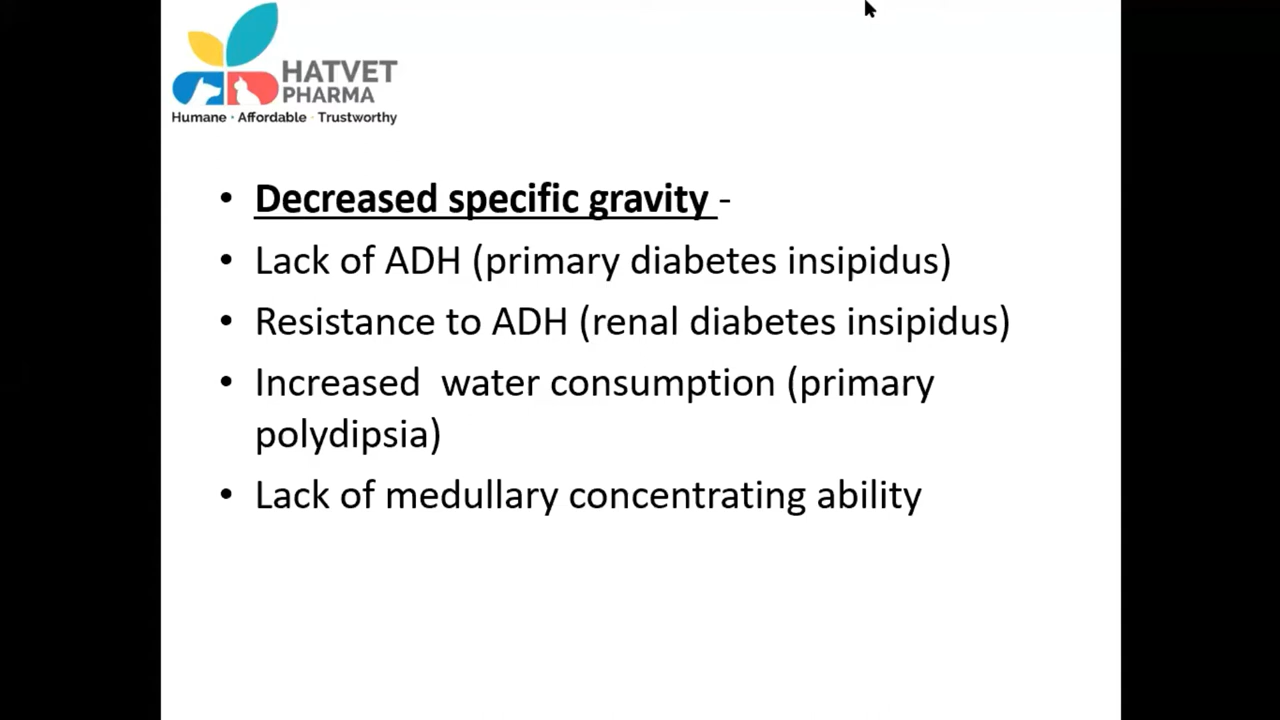 HATVET
PHARMA
Humane · Affordable · Trustworthy
• Decreased specific gravity -
• Lack of ADH (primary diabetes insipidus)
• Resistance to ADH (renal diabetes insipidus)
• Increased  water consumption (primary
polydipsia)
• Lack of medullary concentrating ability